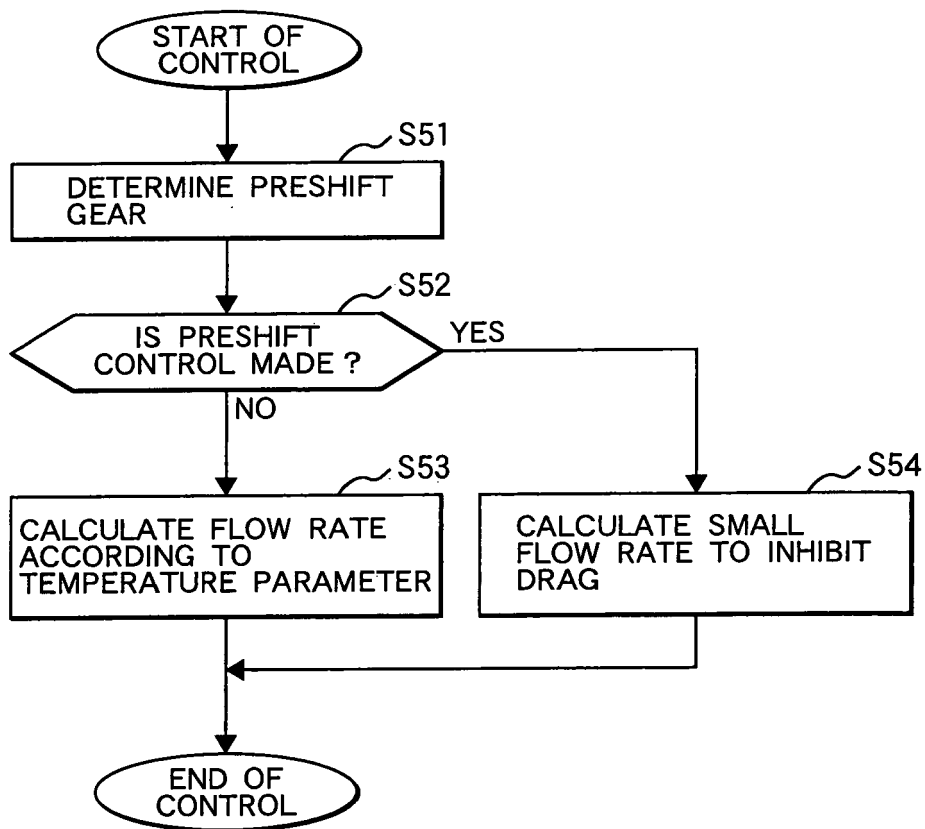 START OF
CONTROL
S51
DETERMINE PRESHIFT
GEAR
S52
IS PRESHIFT
CONTROL MADE ?
YES
NO
S53
CALCULATE FLOW RATE
ACCORDING TO
TEMPERATURE PARAMETER
S54
CALCULATE SMALL
FLOW RATE TO INHIBIT
DRAG
END OF
CONTROL